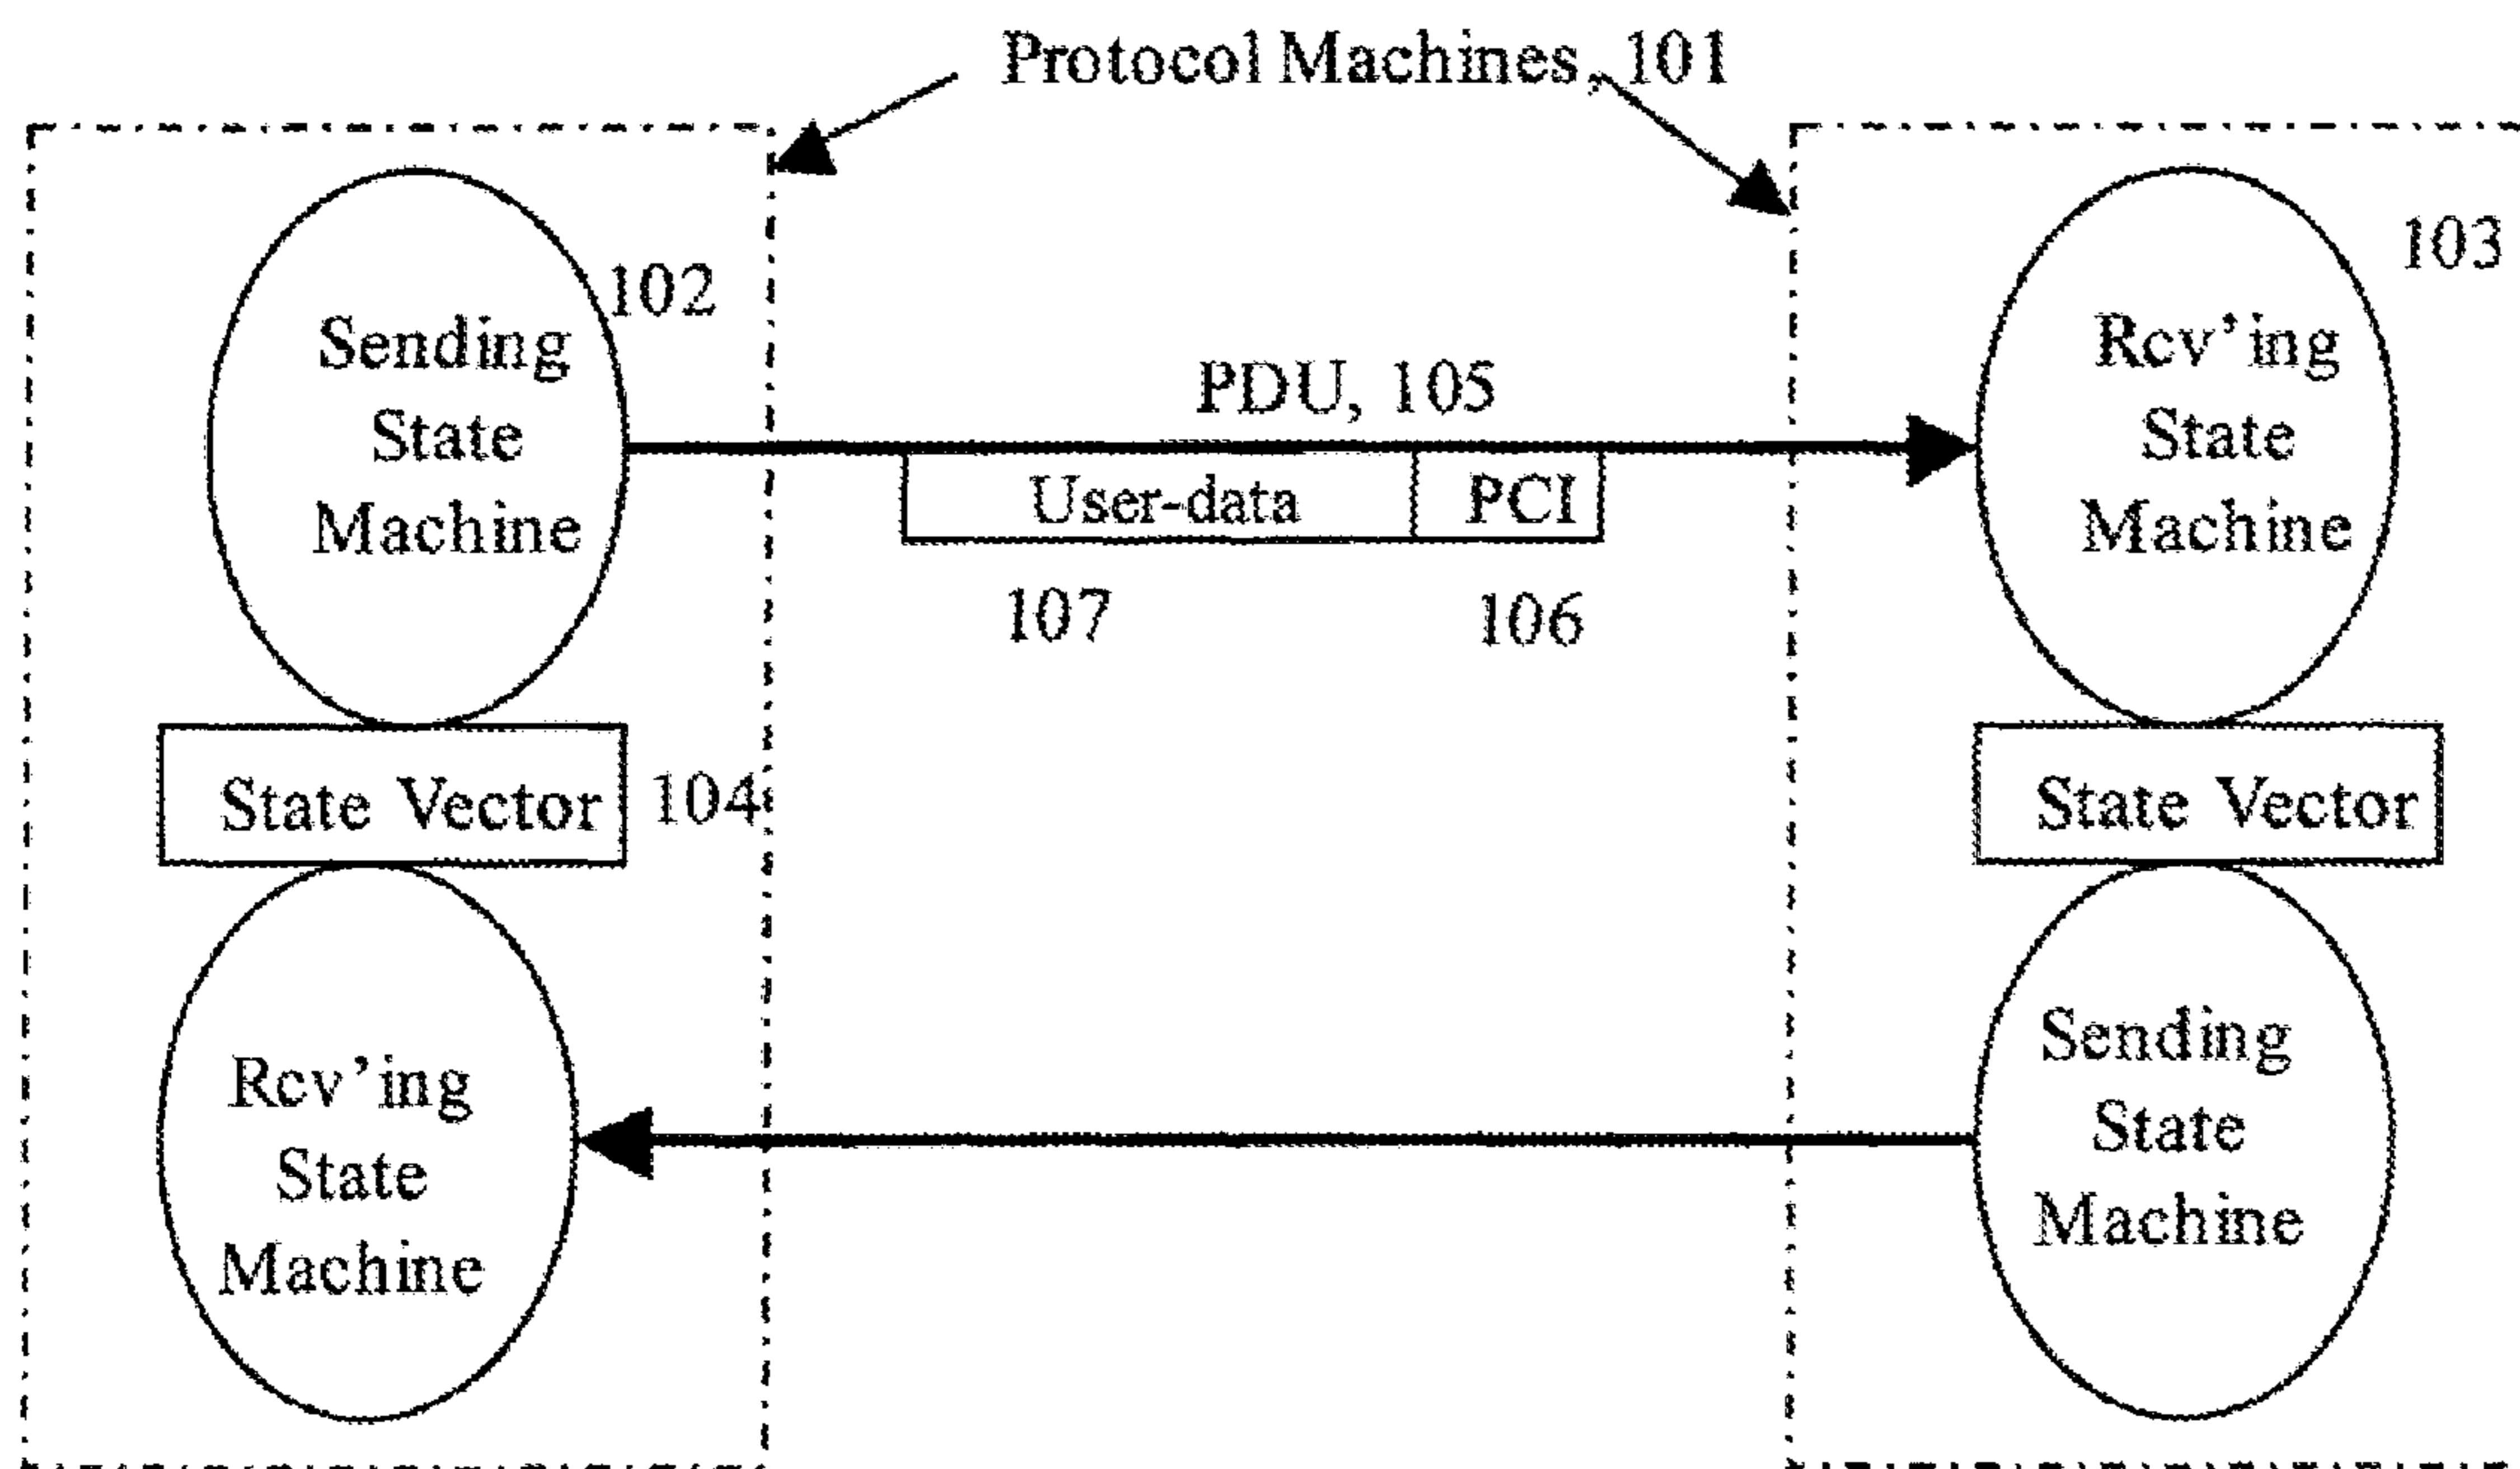 Protocol Machines, 101
102
Sending
State
Machine
103
Rcv'ing
State
Machine
PDU, 105
User-data PCI
107 106
State Vector 104
State Vector
Rcv'ing
State
Machine
Sending
State
Machine